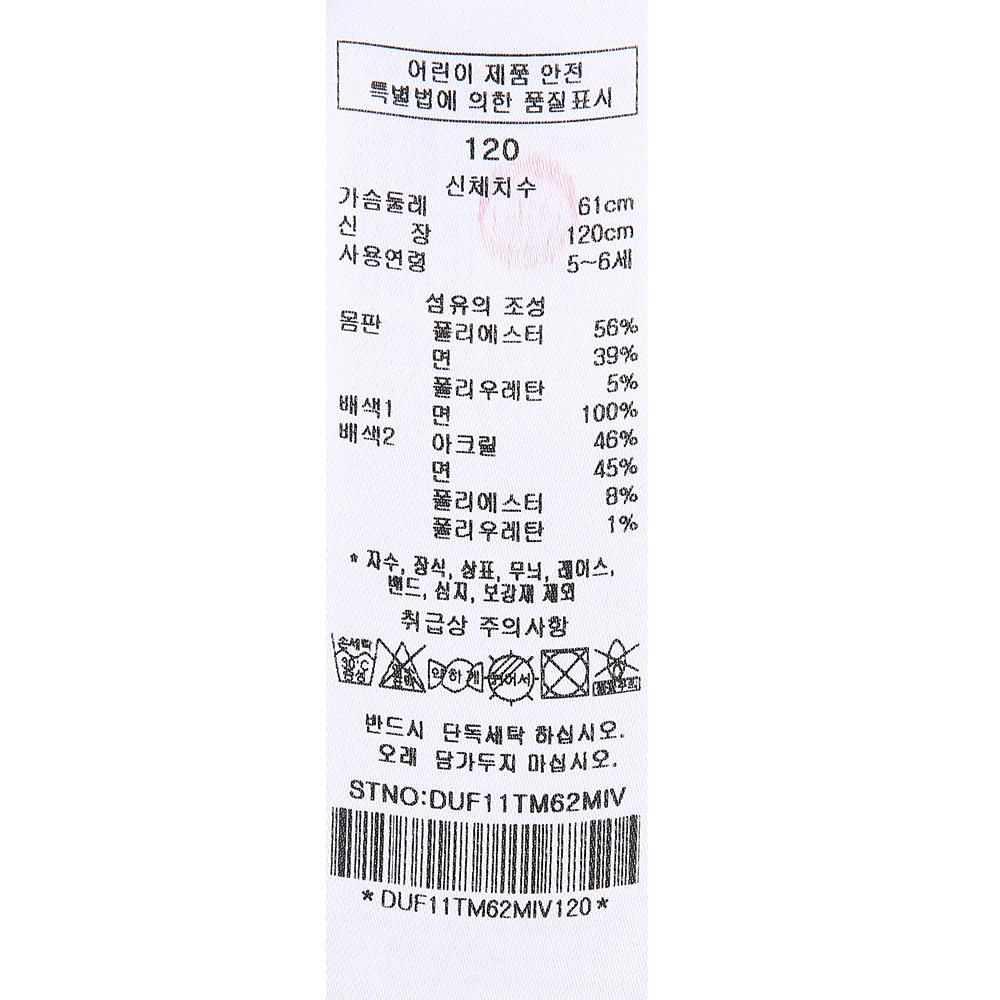 어린이 제품 안전
특별법에 의한 품질표시
120
신체치수
가슴둘레 61cm
신 장 120cm
사용연령 5~6세
섬유의 조성
몸판 폴리에스터 56%
면 39%
폴리우레탄 5%
배색1 면 100%
배색2 아크릴 46%
면 45%
폴리에스터 8%
폴리우레탄 1%
* 자수, 장식, 상표, 무늬, 레이스,
밴드, 심지, 보강재 제외
취급상 주의사항
손세탁 30℃ 중성 염소 표백 약하게
반드시 단독세탁 하십시오.
오래 담가두지 마십시오.
STNO:DUF11TM62MIV
*DUF11TM62MIV120*